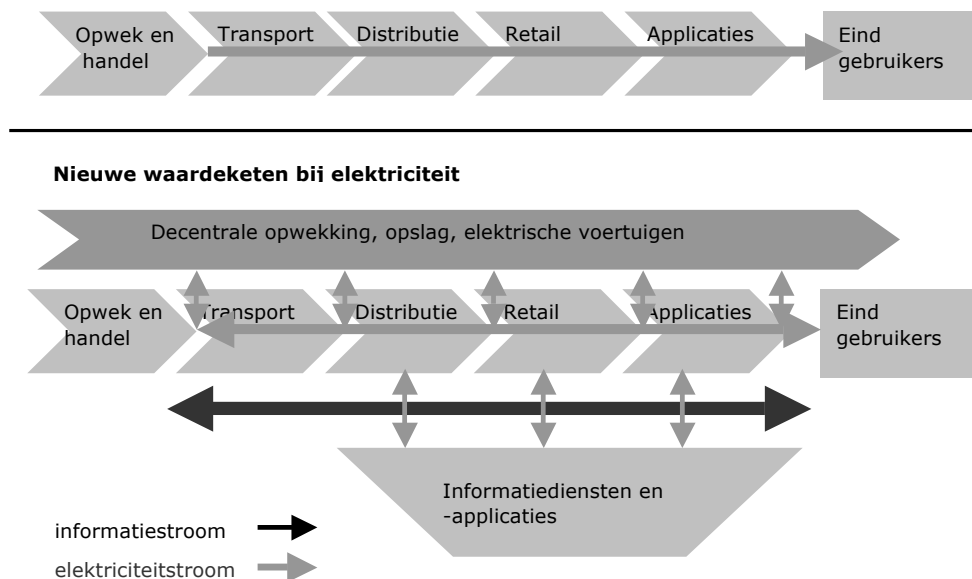 Opwek en
handel
Transport
Distributie
Retail
Applicaties
Eind
gebruikers
Nieuwe waardeketen bij elektriciteit
Decentrale opwekking, opslag, elektrische voertuigen
Opwek en
handel
Transport
Distributie
Retail
Applicaties
Eind
gebruikers
Informatiediensten en
-applicaties
informatiestroom
elektriciteitstroom